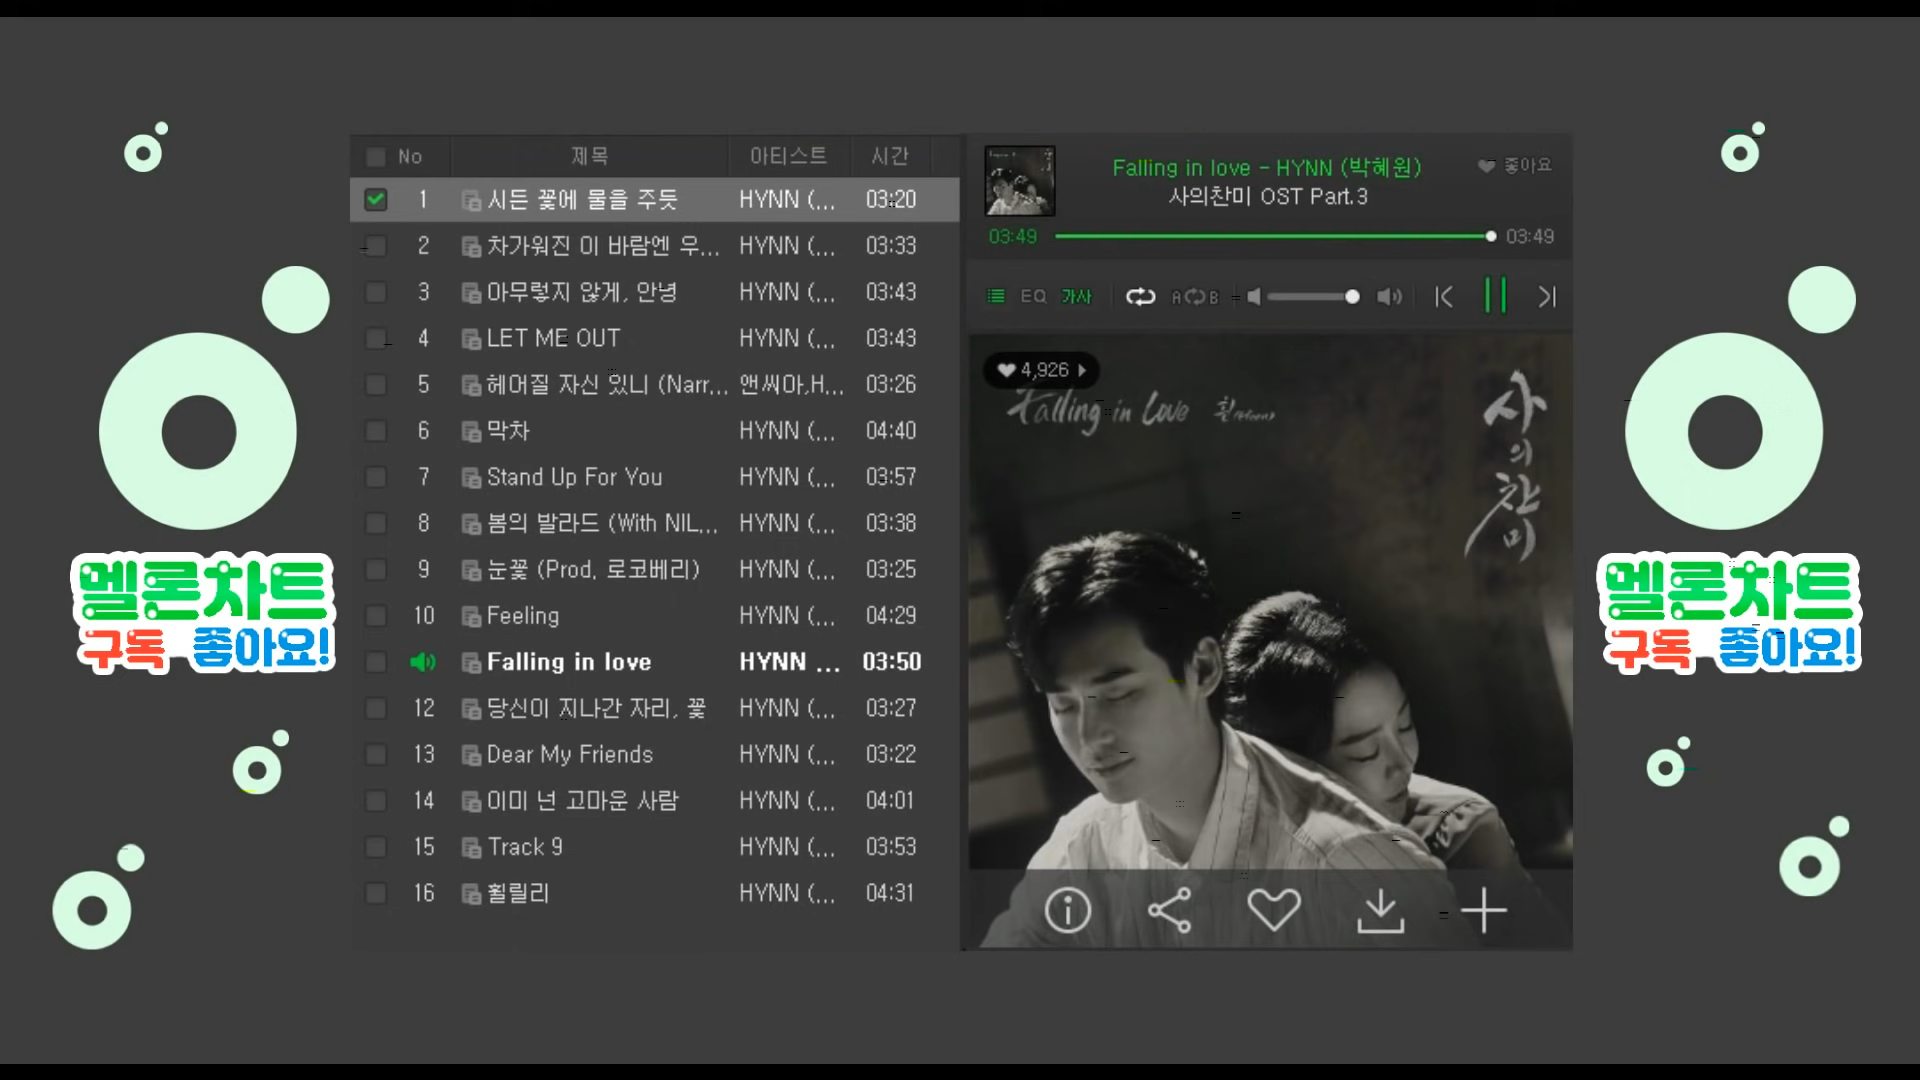 No 제목 아티스트 시간
1 시든 꽃에 물을 주듯 HYNN (... 03:20
2 차가워진 이 바람엔 우... HYNN (... 03:33
3 아무렇지 않게, 안녕 HYNN (... 03:43
4 LET ME OUT HYNN (... 03:43
5 헤어질 자신 있니 (Narr... 앤씨아,H... 03:26
6 막차 HYNN (... 04:40
7 Stand Up For You HYNN (... 03:57
8 봄의 발라드 (With NIL... HYNN (... 03:38
9 눈꽃 (Prod. 로코베리) HYNN (... 03:25
10 Feeling HYNN (... 04:29
Falling in love HYNN ... 03:50
12 당신이 지나간 자리, 꽃 HYNN (... 03:27
13 Dear My Friends HYNN (... 03:22
14 이미 넌 고마운 사람 HYNN (... 04:01
15 Track 9 HYNN (... 03:53
16 휠릴리 HYNN (... 04:31
Falling in love - HYNN (박혜원)
좋아요
사의찬미 OST Part.3
03:49 03:49
EQ 가사 A B
4,926
Falling in Love 흰
사의찬미
멜론차트
구독 좋아요!
멜론차트
구독 좋아요!